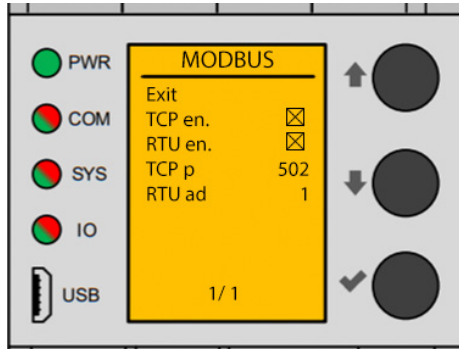 PWR
COM
SYS
IO
USB
MODBUS
Exit
TCP en.
RTU en.
TCP p 502
RTU ad 1
1/1